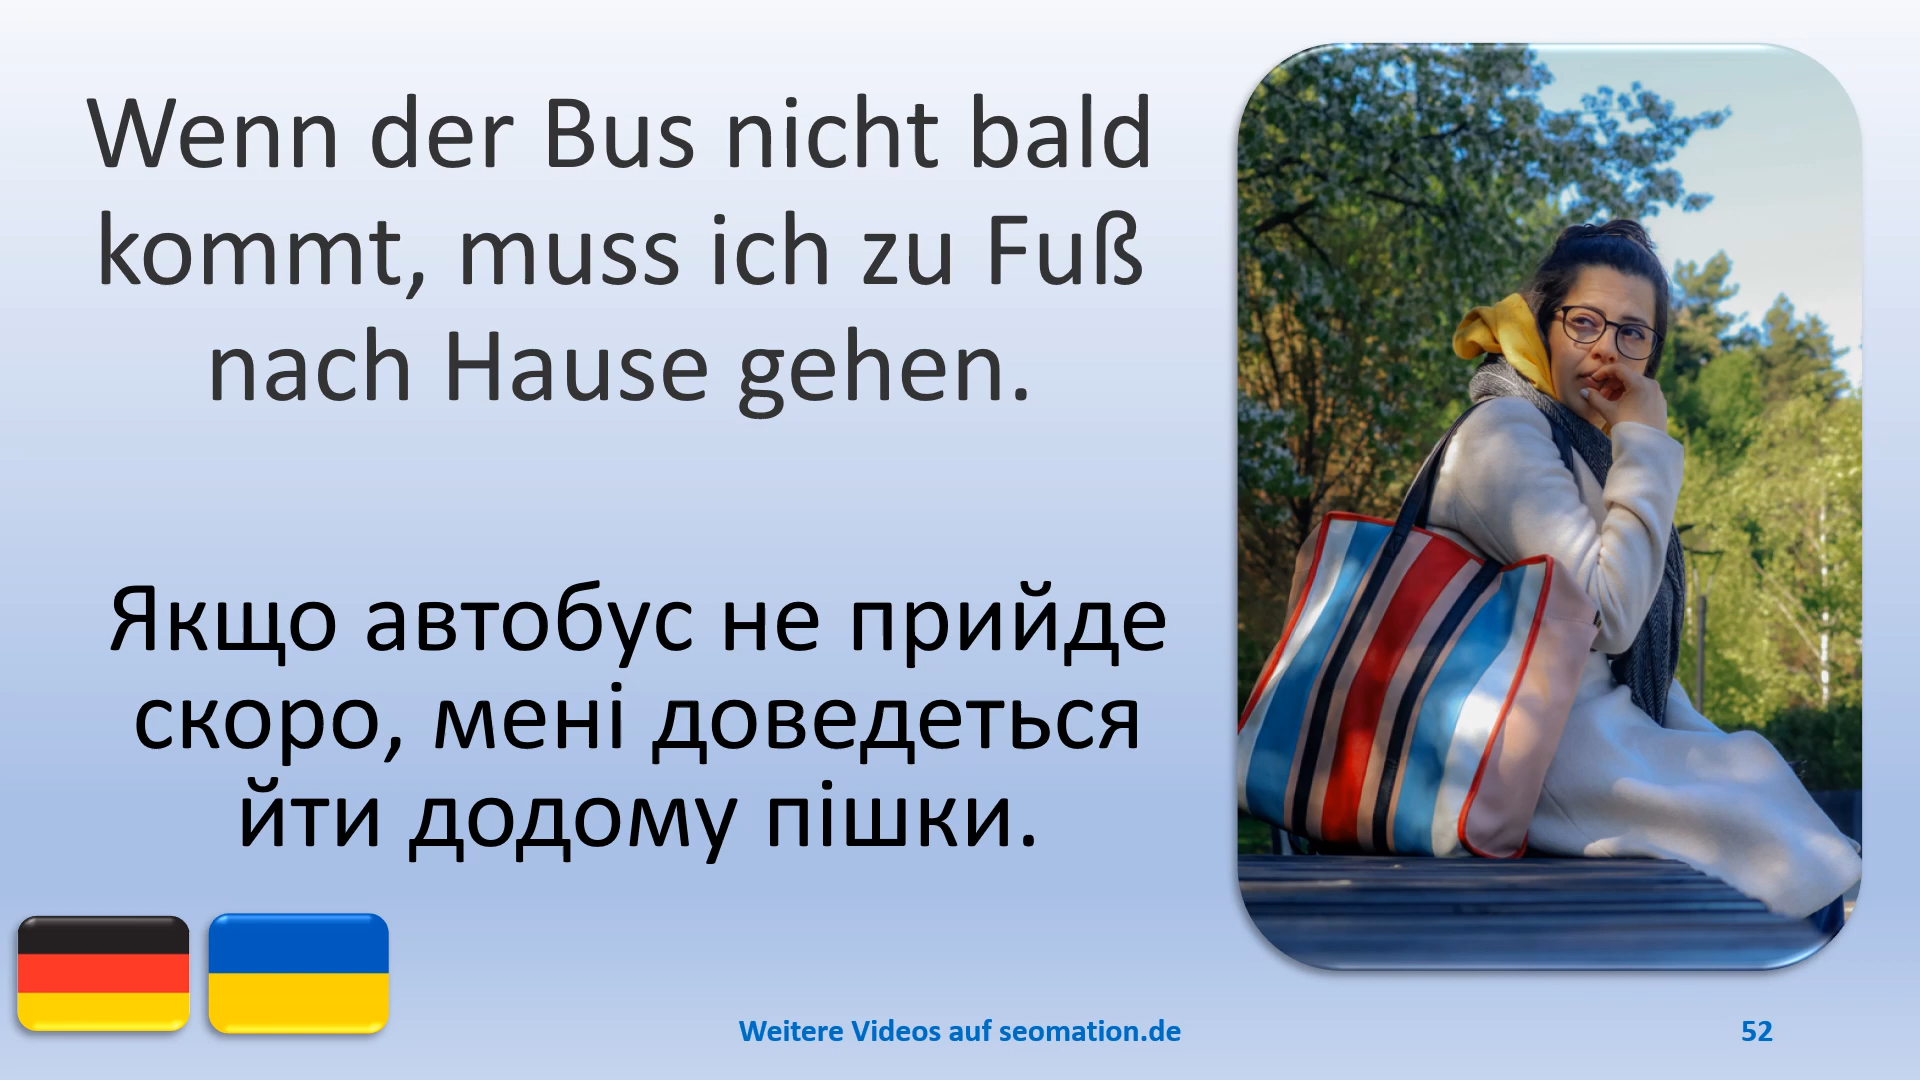 Wenn der Bus nicht bald
kommt, muss ich zu Fuß
nach Hause gehen.
Якщо автобус не прийде
скоро, мені доведеться
йти додому пішки.
Weitere Videos auf seomation.de
52